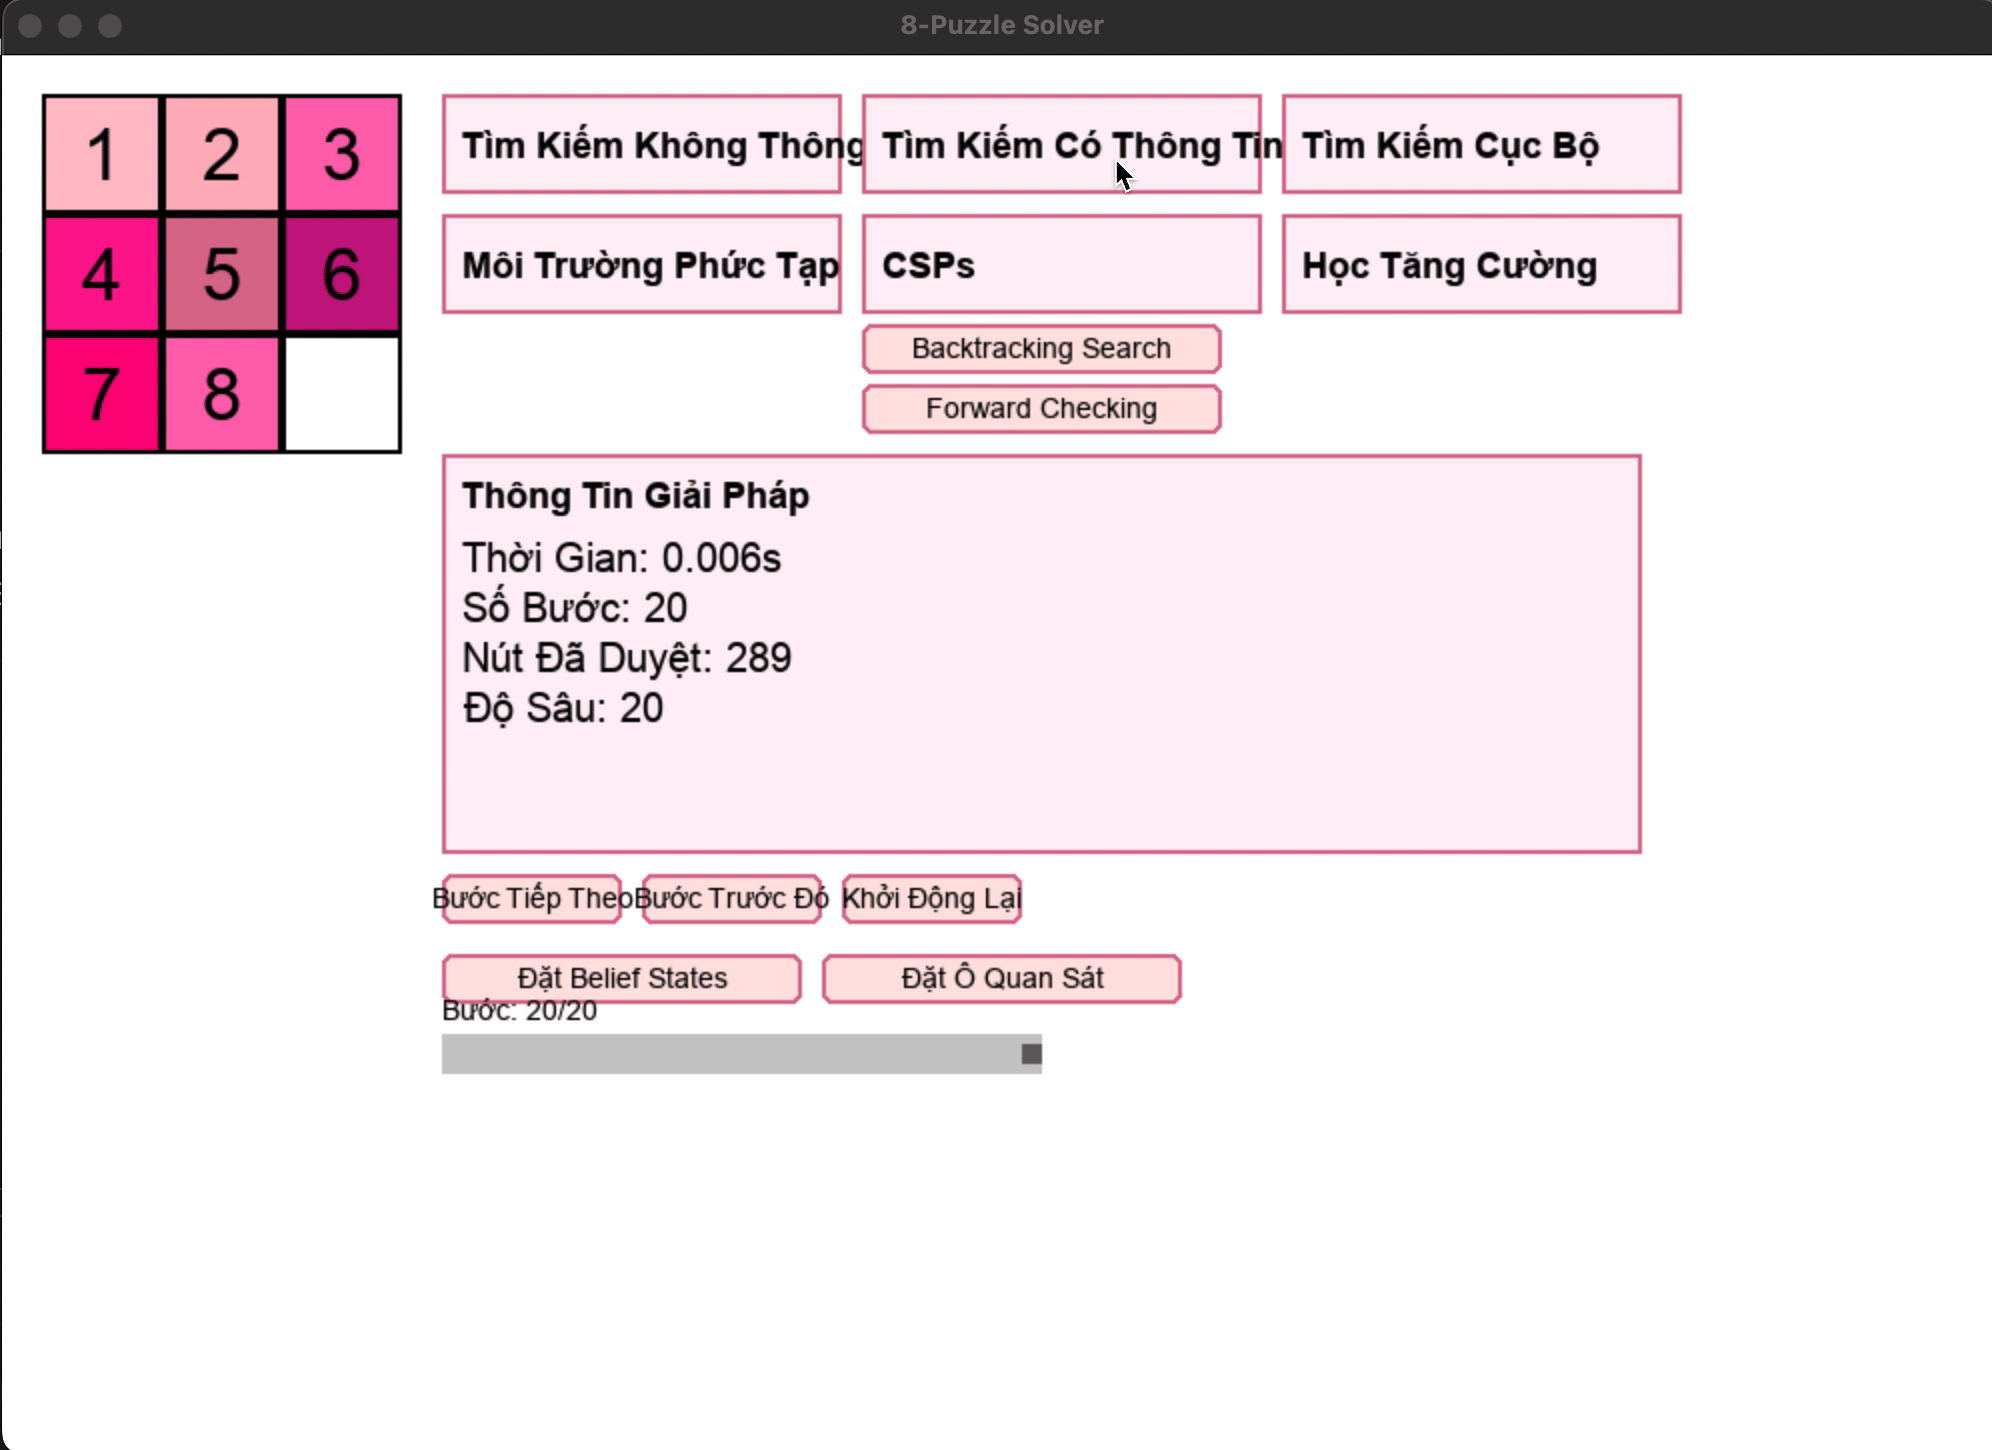 8-Puzzle Solver
1 2 3
4 5 6
7 8
Tìm Kiếm Không Thông
Tìm Kiếm Có Thông Tin
Tìm Kiếm Cục Bộ
Môi Trường Phức Tạp
CSPs
Học Tăng Cường
Backtracking Search
Forward Checking
Thông Tin Giải Pháp
Thời Gian: 0.006s
Số Bước: 20
Nút Đã Duyệt: 289
Độ Sâu: 20
Bước Tiếp Theo
Bước Trước Đó
Khởi Động Lại
Đặt Belief States
Đặt Ô Quan Sát
Bước: 20/20